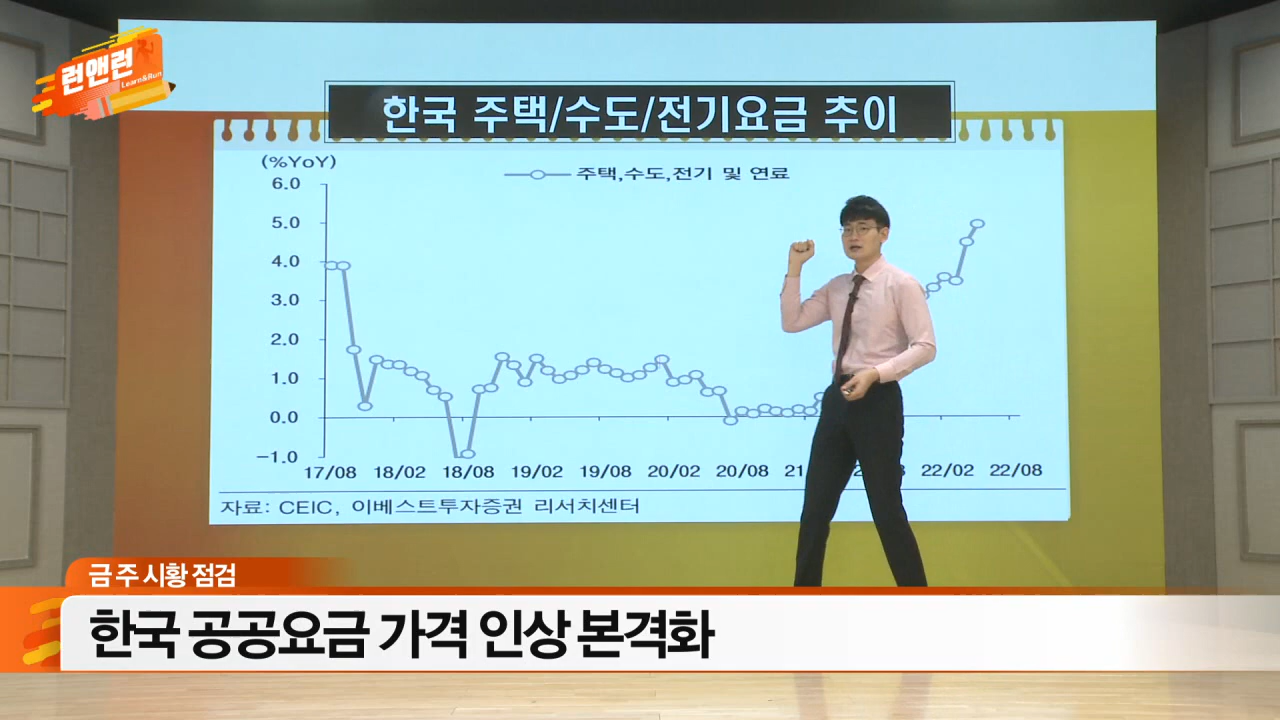 런앤런
Learn&Run
한국 주택/수도/전기요금 추이
(%YoY)
주택,수도,전기 및 연료
6.0
5.0
4.0
3.0
2.0
1.0
0.0
-1.0
17/08 18/02 18/08 19/02 19/08 20/02 20/08 22/02 22/08
자료: CEIC, 이베스트투자증권 리서치센터
금주 시황 점검
한국 공공요금 가격 인상 본격화